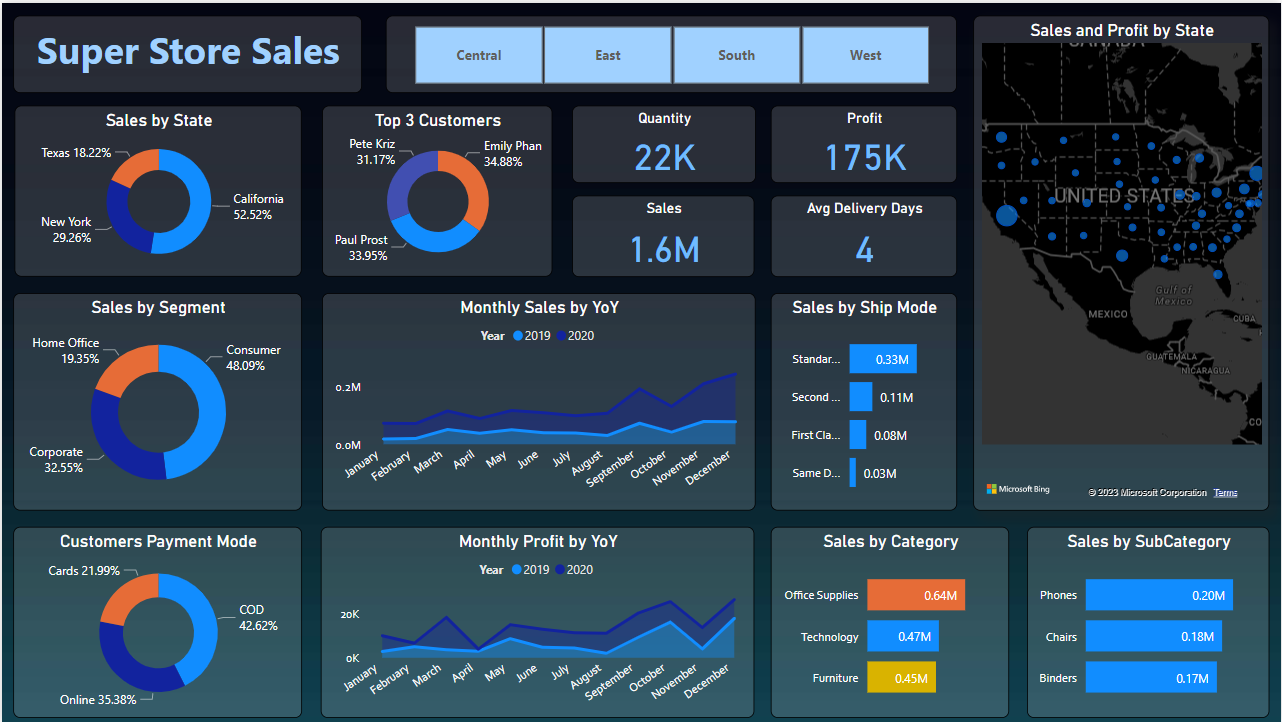 Super Store Sales
Central
East
South
West
Sales and Profit by State
CANADA
UNITED STATES
Gulf of
Mexico
MEXICO
CUBA
GUATEMALA
NICARAGUA
CO
Microsoft Bing
© 2023 Microsoft Corporation Terms
Sales by State
Texas 18.22%
California
52.52%
New York
29.26%
Top 3 Customers
Pete Kriz
31.17%
Emily Phan
34.88%
Paul Prost
33.95%
Quantity
22K
Profit
175K
Sales
1.6M
Avg Delivery Days
4
Sales by Segment
Home Office
19.35%
Consumer
48.09%
Corporate
32.55%
Monthly Sales by YoY
Year 2019 2020
0.2M
0.0M
January
February
March
April
May
June
July
August
September
October
November
December
Sales by Ship Mode
Standar... 0.33M
Second ... 0.11M
First Cla... 0.08M
Same D... 0.03M
Customers Payment Mode
Cards 21.99%
COD
42.62%
Online 35.38%
Monthly Profit by YoY
Year 2019 2020
20K
0K
January
February
March
April
May
June
July
August
September
October
November
December
Sales by Category
Office Supplies 0.64M
Technology 0.47M
Furniture 0.45M
Sales by SubCategory
Phones 0.20M
Chairs 0.18M
Binders 0.17M